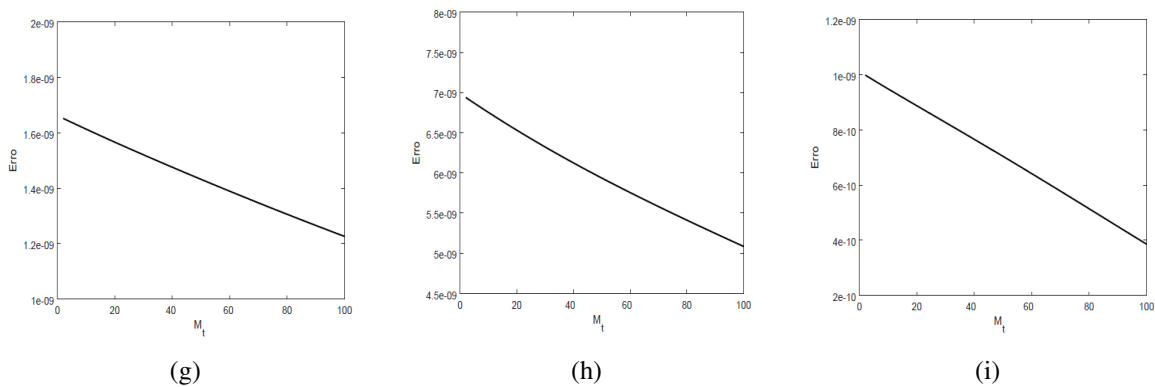 2e-09
1.8e-09
1.6e-09
1.4e-09
1.2e-09
1e-09
Erro
0 20 40 60 80 100
M_t
(g)
8e-09
7.5e-09
7e-09
6.5e-09
6e-09
5.5e-09
5e-09
4.5e-09
Erro
0 20 40 60 80 100
M_t
(h)
1.2e-09
1e-09
8e-10
6e-10
4e-10
2e-10
Erro
0 20 40 60 80 100
M_t
(i)